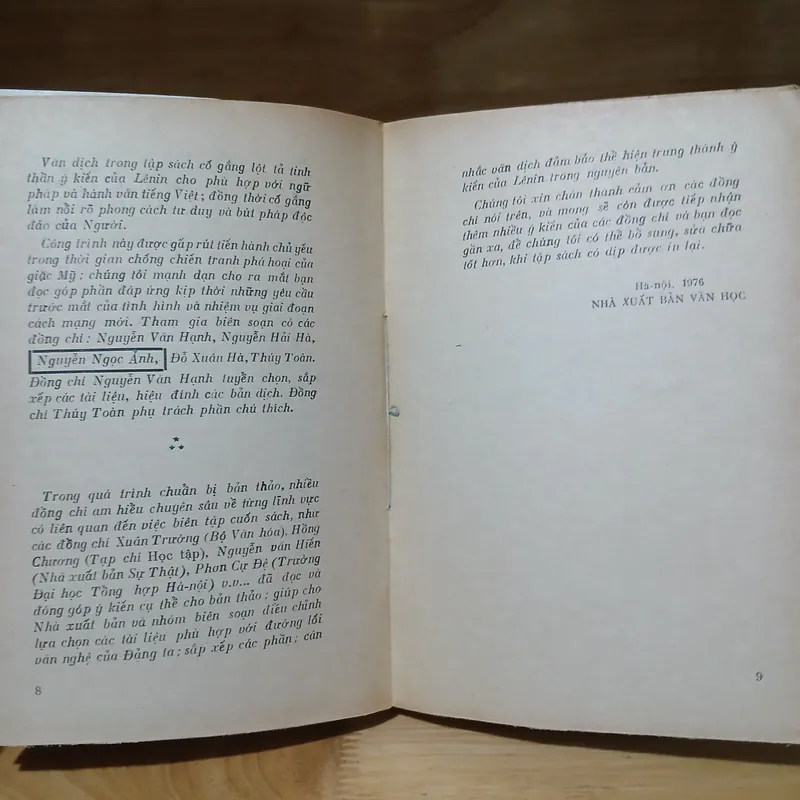 Văn dịch trong tập sách cố gắng lột tả tinh
thần ý kiến của Lênin cho phù hợp với ngữ
pháp và hành văn tiếng Việt; đồng thời cố gắng
làm nổi rõ phong cách tư duy và bút pháp độc
đáo của Người.
Công trình này được gấp rút tiến hành chủ yếu
trong thời gian chống chiến tranh phá hoại của
giặc Mỹ; chúng tôi mạnh dạn cho ra mắt bạn
đọc góp phần đáp ứng kịp thời những yêu cầu
trước mắt của tình hình và nhiệm vụ giai đoạn
cách mạng mới. Tham gia biên soạn có các
đồng chí: Nguyễn Văn Hạnh, Nguyễn Hải Hà,
Nguyễn Ngọc Ảnh, Đỗ Xuân Hà, Thúy Toàn.
Đồng chí Nguyễn Văn Hạnh tuyển chọn, sắp
xếp các tài liệu, hiệu đính các bản dịch. Đồng
chí Thúy Toàn phụ trách phần chú thích.
Trong quá trình chuẩn bị bản thảo, nhiều
đồng chí am hiểu chuyên sâu về từng lĩnh vực
có liên quan đến việc biên tập cuốn sách, như
các đồng chí Xuân Trường (Bộ Văn hóa), Hồng
Chương (Tạp chí Học tập), Nguyễn văn Hiến
(Nhà xuất bản Sự Thật), Phan Cự Đệ (Trường
Đại học Tổng hợp Hà-nội) v.v... đã đọc và
đóng góp ý kiến cụ thể cho bản thảo; giúp cho
Nhà xuất bản và nhóm biên soạn điều chỉnh
lựa chọn các tài liệu phù hợp với đường lối
văn nghệ của Đảng ta; sắp xếp các phần; cân
8
nhắc văn dịch đảm bảo thể hiện trung thành ý
kiến của Lênin trong nguyên bản.
Chúng tôi xin chân thành cảm ơn các đồng
chí nói trên, và mong sẽ còn được tiếp nhận
thêm nhiều ý kiến của các đồng chí và bạn đọc
gần xa, để chúng tôi có thể bổ sung, sửa chữa
tốt hơn, khi tập sách có dịp được in lại.
Hà-nội, 1976
NHÀ XUẤT BẢN VĂN HỌC
9